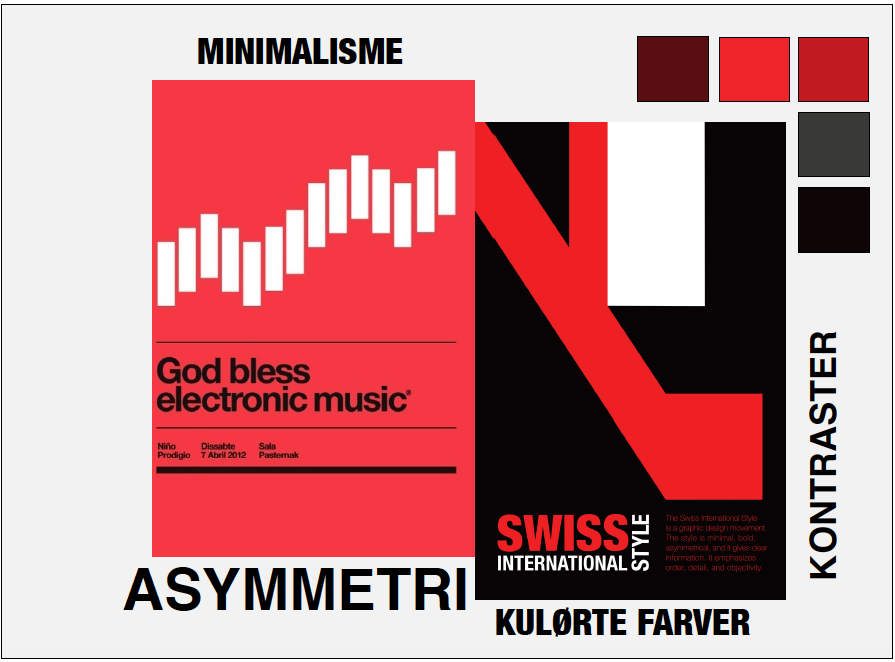 MINIMALISME
God bless
electronic music®
Niño
Prodigio
Dissabte
7 Abril 2012
Sala
Pasternak
ASYMMETRI
SWISS
INTERNATIONAL
STYLE
The Swiss International Style
is a graphic design movement.
The style is minimal, bold,
asymmetrical, and it gives clear
information. It emphasizes
order, detail, and objectivity.
KULØRTE FARVER
KONTRASTER